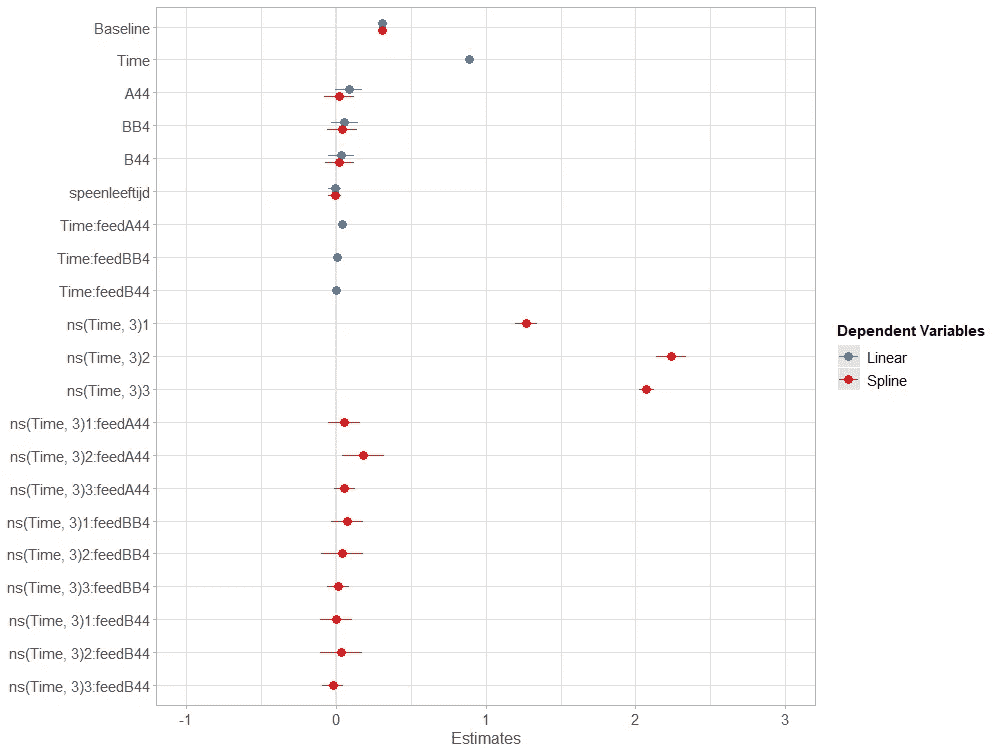 Baseline
Time
A44
BB4
B44
speenleeftijd
Time:feedA44
Time:feedBB4
Time:feedB44
ns(Time, 3)1
ns(Time, 3)2
ns(Time, 3)3
ns(Time, 3)1:feedA44
ns(Time, 3)2:feedA44
ns(Time, 3)3:feedA44
ns(Time, 3)1:feedBB4
ns(Time, 3)2:feedBB4
ns(Time, 3)3:feedBB4
ns(Time, 3)1:feedB44
ns(Time, 3)2:feedB44
ns(Time, 3)3:feedB44
-1 0 1 2 3
Estimates
Dependent Variables
Linear
Spline